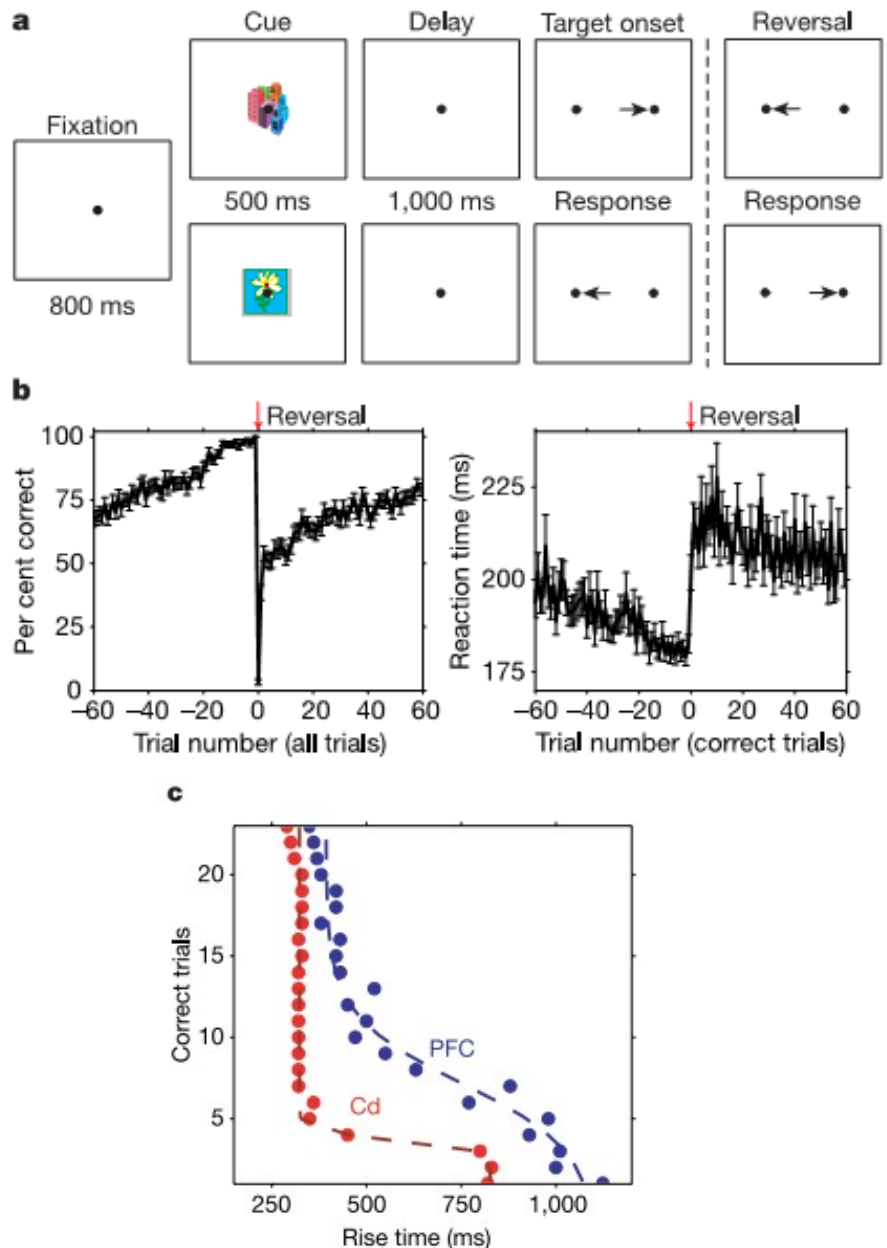 a
Cue Delay Target onset Reversal
Fixation
500 ms 1,000 ms Response Response
800 ms
b
Reversal
Per cent correct
100
75
50
25
0
–60 –40 –20 0 20 40 60
Trial number (all trials)
Reversal
Reaction time (ms)
225
200
175
–60 –40 –20 0 20 40 60
Trial number (correct trials)
c
Correct trials
20
15
10
5
PFC
Cd
250 500 750 1,000
Rise time (ms)